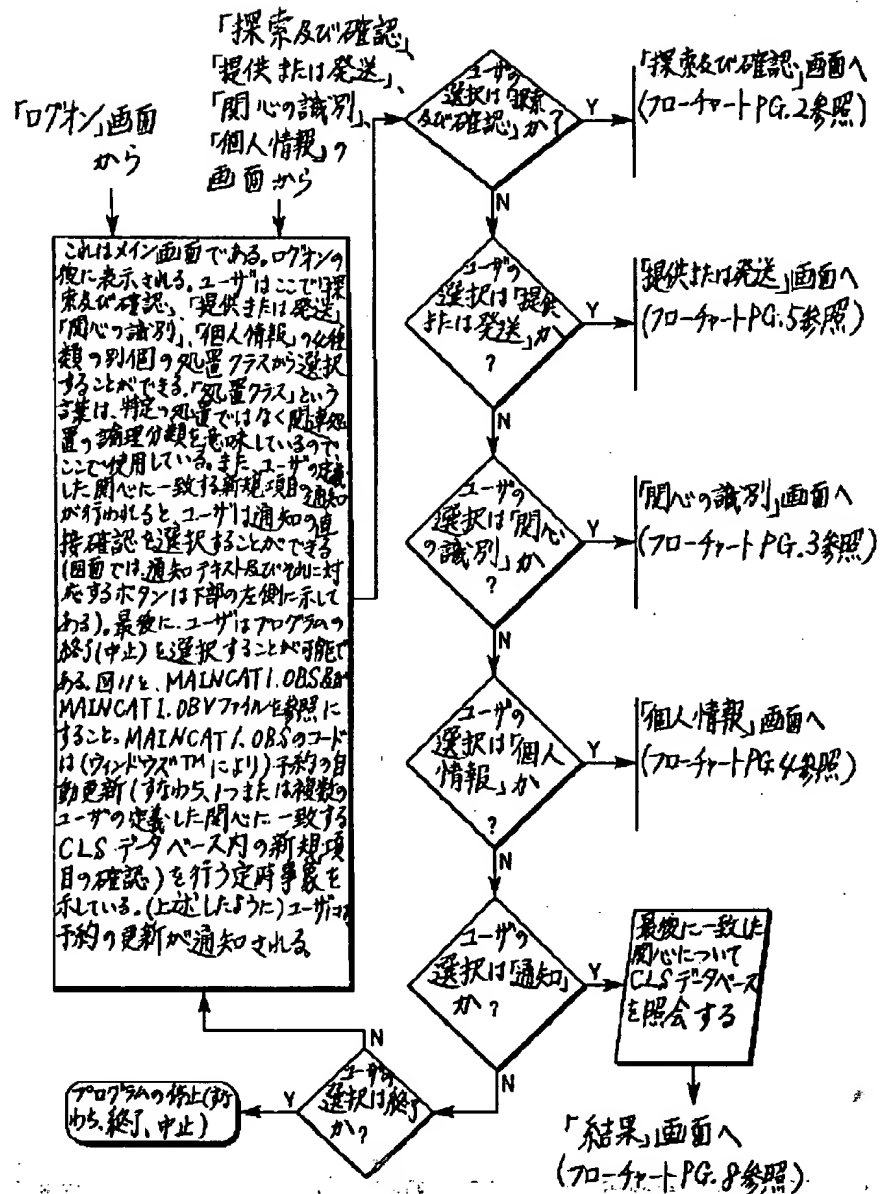 「ログオン」画面
から
「探索及び確認」、
「提供または発送」、
「関心の識別」、
「個人情報」の
画面から
これはメイン画面である。ログオンの
後に表示される。ユーザはここで「探
索及び確認」、「提供または発送」
「関心の識別」、「個人情報」の4種
類の別個の処置クラスから選択
することができる。「処置クラス」という
言葉は、特定の処置ではなく関連処
置の論理分類を意味しているので
ここで使用している。また、ユーザの定義
した関心に一致する新規項目の通知
が行われると、ユーザは通知の直
接確認を選択することができる
(図面では、通知テキスト及びそれに対
応するボタンは下部の左側に示して
ある)。最後に、ユーザはプログラムの
終了(中止)を選択することが可能で
ある。図11と、MAINCAT1.OBS及び
MAINCAT1.OBVファイルを参照に
すること。MAINCAT1.OBSのコード
は(ウィンドウズTMにより)予約の自
動更新(すなわち、1つまたは複数の
ユーザの定義した関心に一致する
CLSデータベース内の新規項
目の確認)を行う定時事象を
示している。(上述したように)ユーザには
予約の更新が通知される。
ユーザの
選択は「探索
及び確認」か?
Y
「探索及び確認」画面へ
(フローチャートPG.2参照)
N
ユーザの
選択は「提供
または発送」か
?
Y
「提供または発送」画面へ
(フローチャートPG.5参照)
N
ユーザの
選択は「関心
の識別」か
?
Y
「関心の識別」画面へ
(フローチャートPG.3参照)
N
ユーザの
選択は「個人
情報」か
?
Y
「個人情報」画面へ
(フローチャートPG.4参照)
N
ユーザの
選択は「通知」
か?
Y
最後に一致した
関心について
CLSデータベース
を照会する
「結果」画面へ
(フローチャートPG.8参照)
N
ユーザの
選択は終了
か?
N
Y
プログラムの停止(すな
わち、終了、中止)